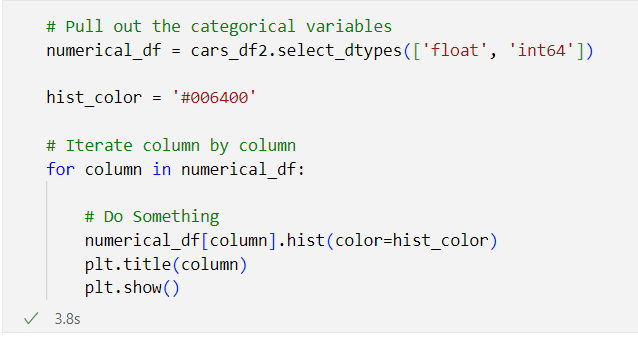 # Pull out the categorical variables
numerical_df = cars_df2.select_dtypes(['float', 'int64'])
hist_color = '#006400'
# Iterate column by column
for column in numerical_df:
# Do Something
numerical_df[column].hist(color=hist_color)
plt.title(column)
plt.show()
3.8s